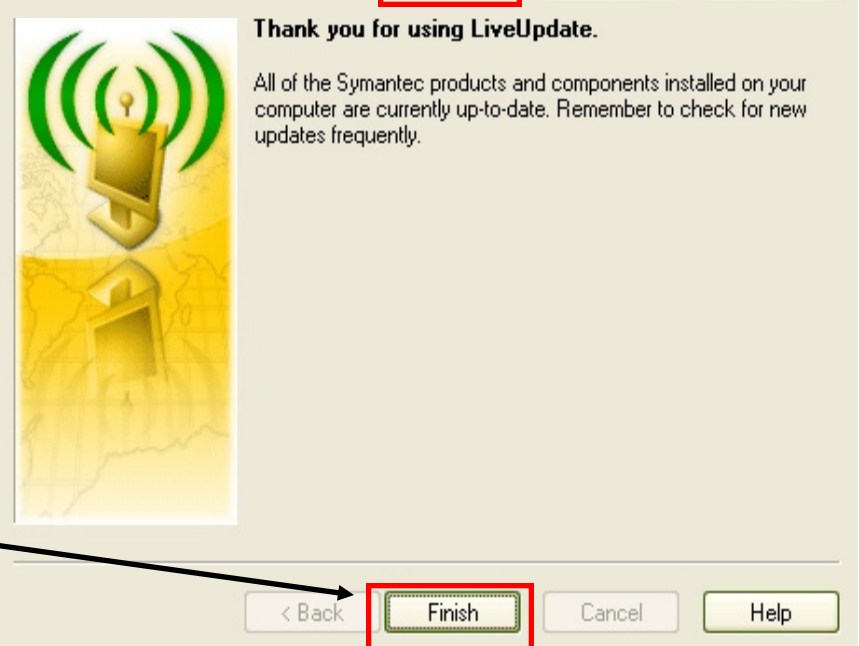 Thank you for using LiveUpdate.
All of the Symantec products and components installed on your
computer are currently up-to-date. Remember to check for new
updates frequently.
< Back Finish Cancel Help